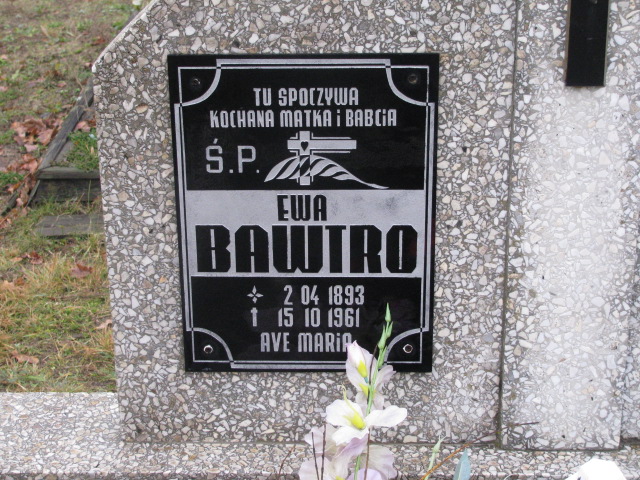 TU SPOCZYWA
KOCHANA MATKA i BABCIA
Ś.P.
EWA
BAWTRO
2 04 1893
15 10 1961
AVE MARiA